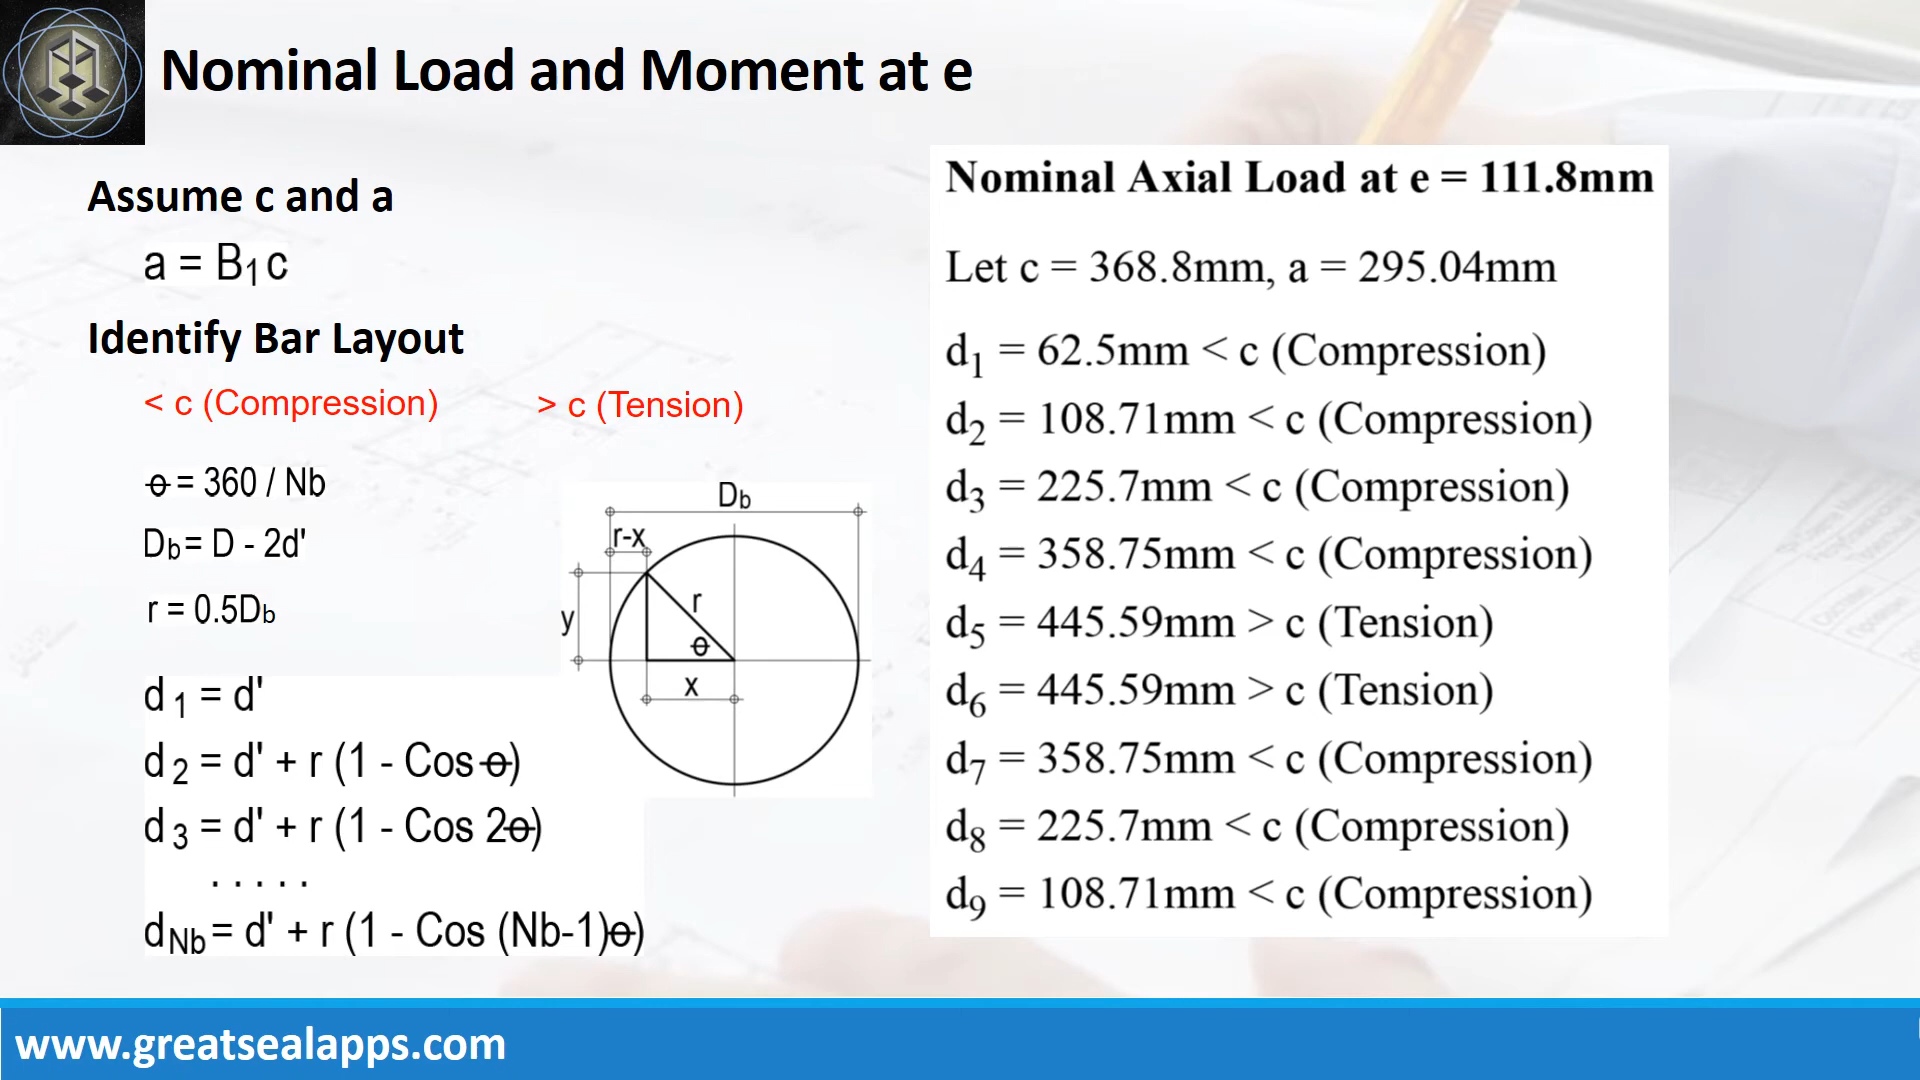 Nominal Load and Moment at e
Assume c and a
a = B₁c
Identify Bar Layout
< c (Compression)
> c (Tension)
ɵ = 360 / Nb
Db = D - 2d'
r = 0.5Db
d₁ = d'
d₂ = d' + r (1 - Cos ɵ)
d₃ = d' + r (1 - Cos 2ɵ)
. . . . .
dNb = d' + r (1 - Cos (Nb-1)ɵ)
Db
r-x
r
y
ɵ
x
Nominal Axial Load at e = 111.8mm
Let c = 368.8mm, a = 295.04mm
d₁ = 62.5mm < c (Compression)
d₂ = 108.71mm < c (Compression)
d₃ = 225.7mm < c (Compression)
d₄ = 358.75mm < c (Compression)
d₅ = 445.59mm > c (Tension)
d₆ = 445.59mm > c (Tension)
d₇ = 358.75mm < c (Compression)
d₈ = 225.7mm < c (Compression)
d₉ = 108.71mm < c (Compression)
www.greatsealapps.com